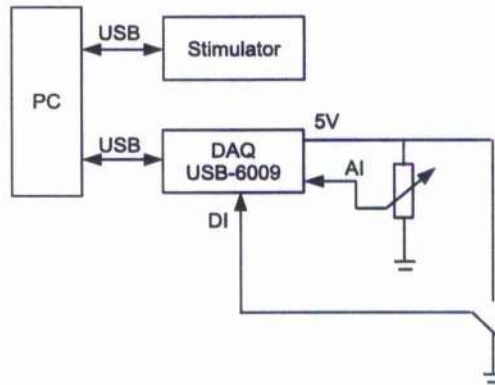 USB
Stimulator
PC
5V
USB
DAQ
USB-6009
AI
DI